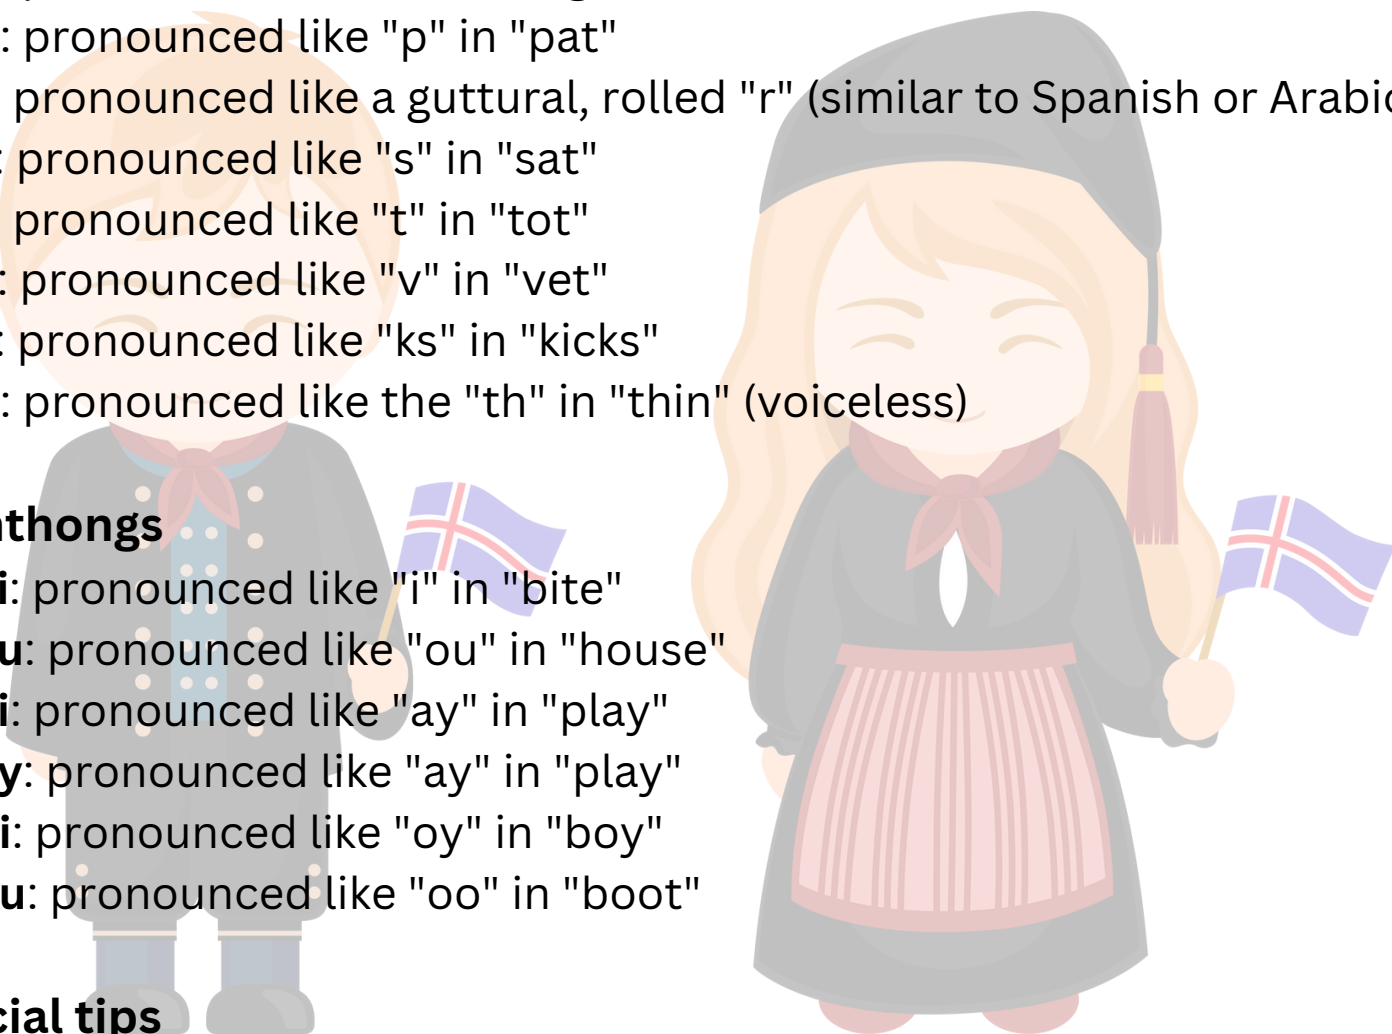 : pronounced like "p" in "pat"
pronounced like a guttural, rolled "r" (similar to Spanish or Arabic
: pronounced like "s" in "sat"
pronounced like "t" in "tot"
: pronounced like "v" in "vet"
: pronounced like "ks" in "kicks"
: pronounced like the "th" in "thin" (voiceless)
nthongs
i: pronounced like "i" in "bite"
u: pronounced like "ou" in "house"
i: pronounced like "ay" in "play"
y: pronounced like "ay" in "play"
i: pronounced like "oy" in "boy"
u: pronounced like "oo" in "boot"
cial tips